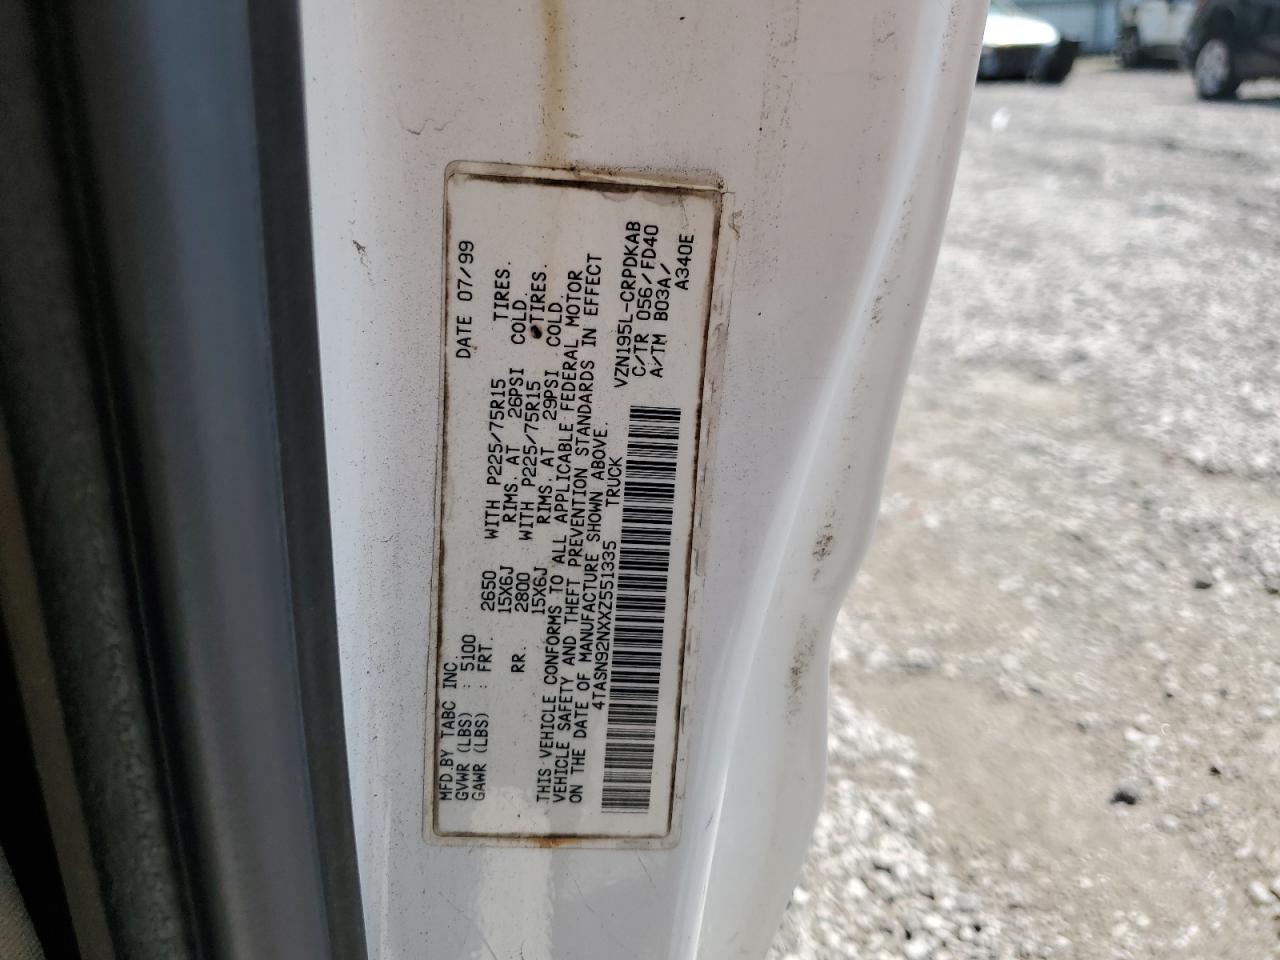 MFD.BY TABC INC. DATE 07/99
GVWR (LBS) : 5100
GAWR (LBS) : FRT. 2650 WITH P225/75R15 TIRES.
15X6J RIMS. AT 26PSI COLD.
RR. 2800 WITH P225/75R15 TIRES.
15X6J RIMS. AT 29PSI COLD.
THIS VEHICLE CONFORMS TO ALL APPLICABLE FEDERAL MOTOR
VEHICLE SAFETY AND THEFT PREVENTION STANDARDS IN EFFECT
ON THE DATE OF MANUFACTURE SHOWN ABOVE.
4TASN92NXXZ551335 TRUCK
VZN195L-CRPDKAB
C/TR 056/FD40
A/TM B03A/
A340E